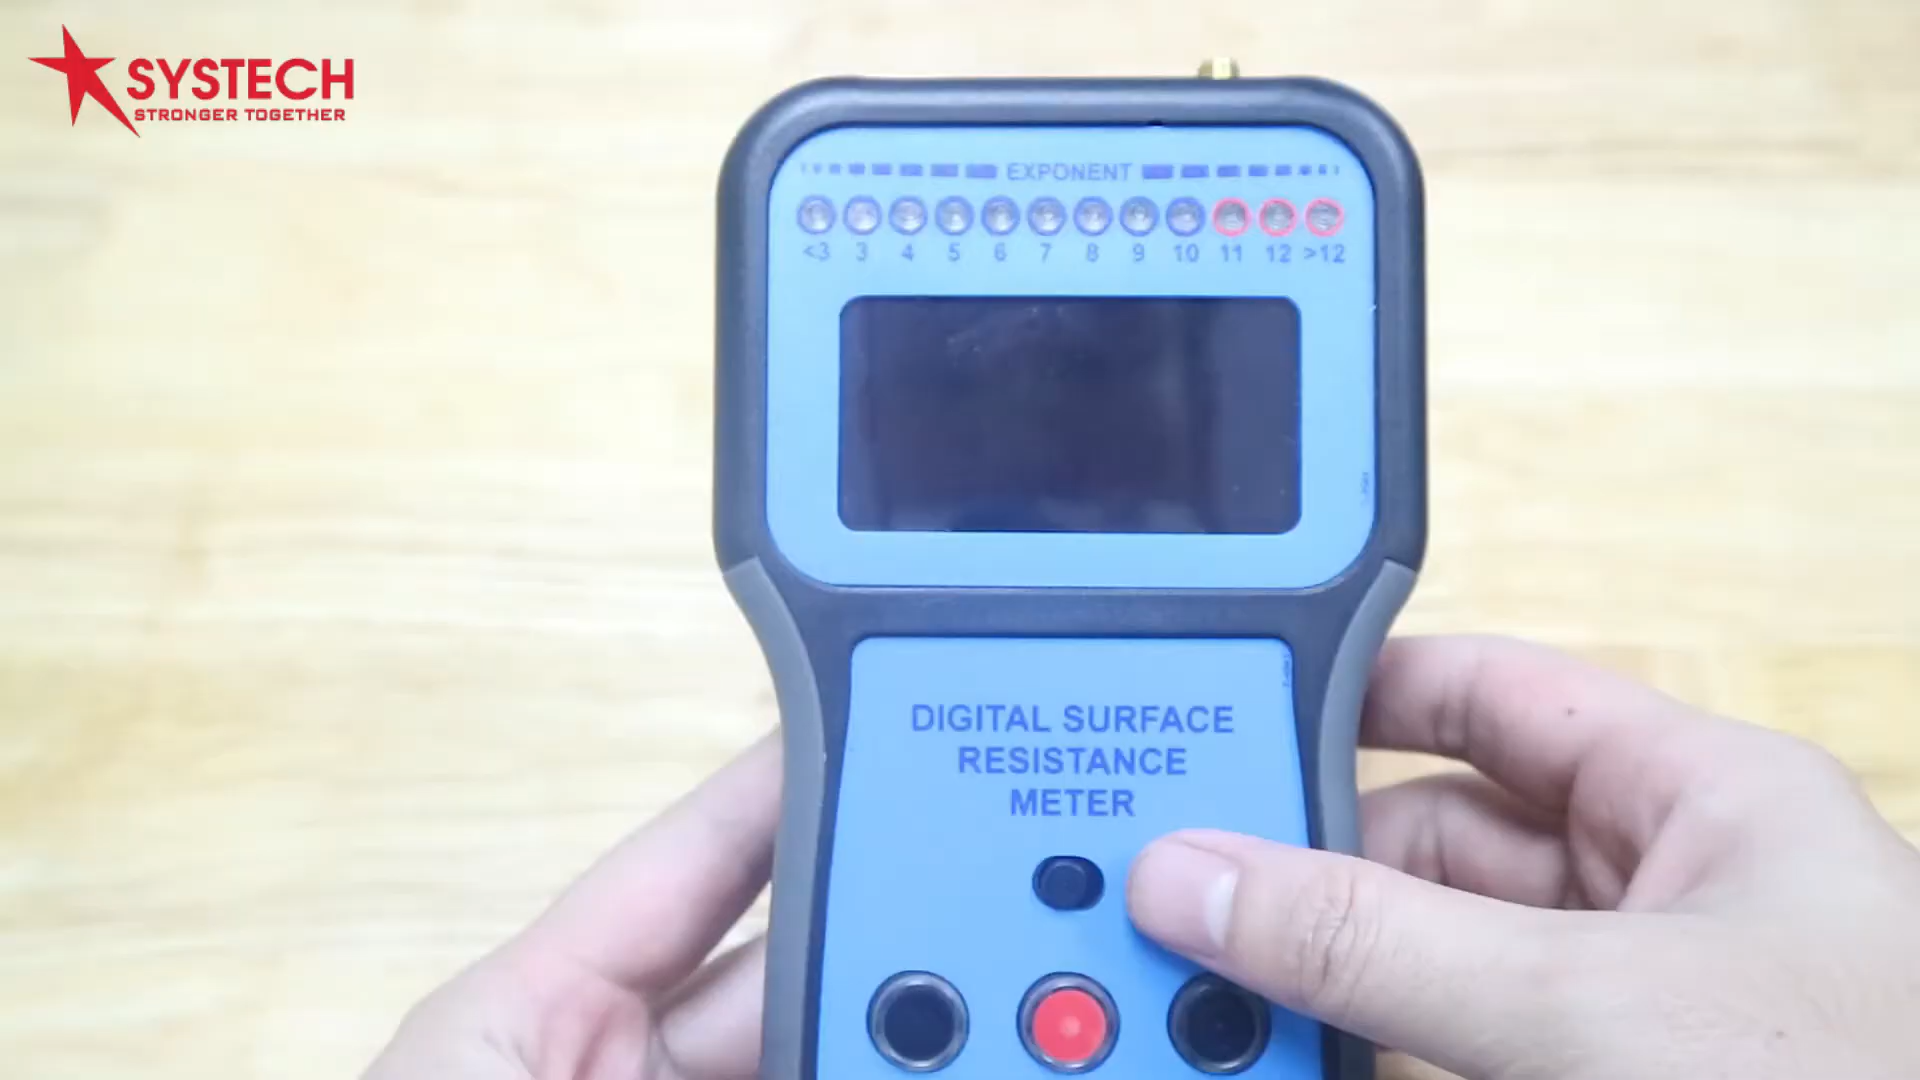 SYSTECH
STRONGER TOGETHER
EXPONENT
<3 3 4 5 6 7 8 9 10 11 12 >12
DIGITAL SURFACE
RESISTANCE
METER